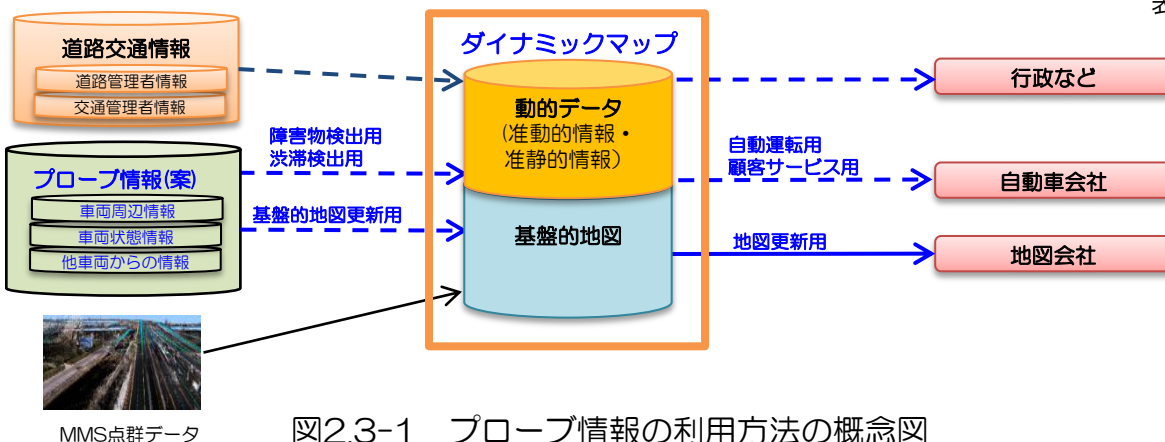 道路交通情報
道路管理者情報
交通管理者情報
プローブ情報(案)
車両周辺情報
車両状態情報
他車両からの情報
MMS点群データ
障害物検出用
渋滞検出用
基盤的地図更新用
ダイナミックマップ
動的データ
(准動的情報・
准静的情報)
基盤的地図
自動運転用
顧客サービス用
地図更新用
行政など
自動車会社
地図会社
図2.3-1 プローブ情報の利用方法の概念図